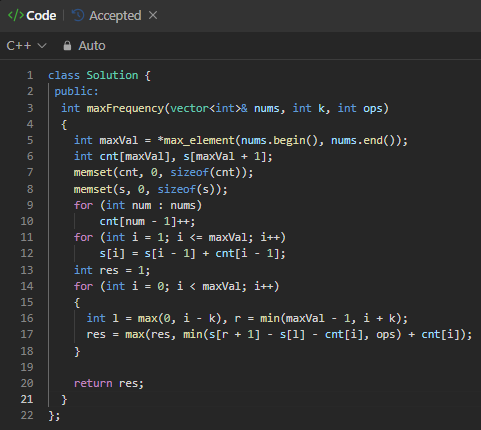 </> Code | Accepted ×
C++ Auto
1 class Solution {
2 public:
3 int maxFrequency(vector<int>& nums, int k, int ops)
4 {
5 int maxVal = *max_element(nums.begin(), nums.end());
6 int cnt[maxVal], s[maxVal + 1];
7 memset(cnt, 0, sizeof(cnt));
8 memset(s, 0, sizeof(s));
9 for (int num : nums)
10 cnt[num - 1]++;
11 for (int i = 1; i <= maxVal; i++)
12 s[i] = s[i - 1] + cnt[i - 1];
13 int res = 1;
14 for (int i = 0; i < maxVal; i++)
15 {
16 int l = max(0, i - k), r = min(maxVal - 1, i + k);
17 res = max(res, min(s[r + 1] - s[l] - cnt[i], ops) + cnt[i]);
18 }
19
20 return res;
21 }
22 };